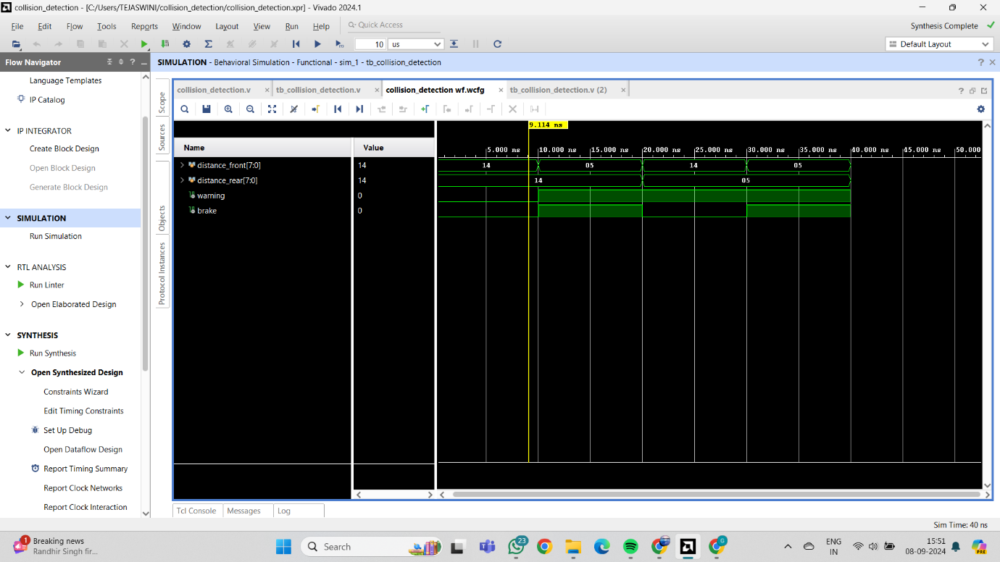 collision_detection - [C:/Users/TEJASWINI/collision_detection/collision_detection.xpr] - Vivado 2024.1
File Edit Flow Tools Reports Window Layout View Run Help Quick Access
Synthesis Complete
10 us
Default Layout
Flow Navigator
SIMULATION - Behavioral Simulation - Functional - sim_1 - tb_collision_detection
Language Templates
IP Catalog
IP INTEGRATOR
Create Block Design
Open Block Design
Generate Block Design
SIMULATION
Run Simulation
RTL ANALYSIS
Run Linter
Open Elaborated Design
SYNTHESIS
Run Synthesis
Open Synthesized Design
Constraints Wizard
Edit Timing Constraints
Set Up Debug
Open Dataflow Design
Report Timing Summary
Report Clock Networks
Report Clock Interaction
Scope
Sources
Objects
Protocol Instances
collision_detection.v tb_collision_detection.v collision_detection wf.wcfg tb_collision_detection.v (2)
9.114 ns
Name Value
5.000 ns 10.000 ns 15.000 ns 20.000 ns 25.000 ns 30.000 ns 35.000 ns 40.000 ns 45.000 ns 50.000
distance_front[7:0] 14 14 05 14 05
distance_rear[7:0] 14 14 05
warning 0
brake 0
Tcl Console Messages Log
Sim Time: 40 ns
1
Breaking news
Randhir Singh fir...
Search
23
G
ENG
IN
15:51
08-09-2024
PRE